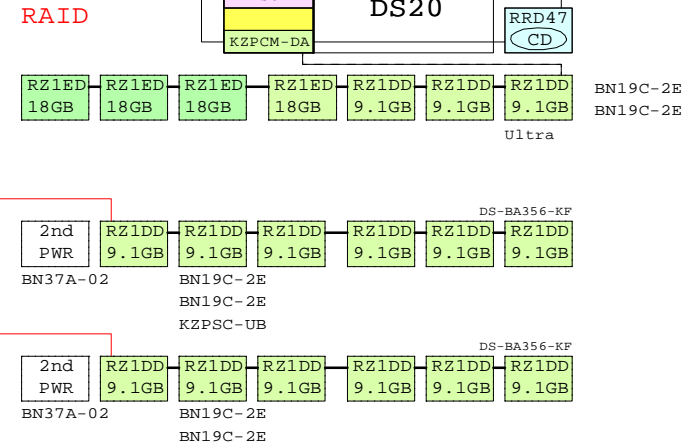 DS20
RAID
RRD47
CD
KZPCM-DA
RZ1ED RZ1ED RZ1ED RZ1ED RZ1DD RZ1DD RZ1DD
18GB 18GB 18GB 18GB 9.1GB 9.1GB 9.1GB
BN19C-2E
BN19C-2E
Ultra
DS-BA356-KF
2nd RZ1DD RZ1DD RZ1DD RZ1DD RZ1DD RZ1DD
PWR 9.1GB 9.1GB 9.1GB 9.1GB 9.1GB 9.1GB
BN37A-02 BN19C-2E
BN19C-2E
KZPSC-UB
DS-BA356-KF
2nd RZ1DD RZ1DD RZ1DD RZ1DD RZ1DD RZ1DD
PWR 9.1GB 9.1GB 9.1GB 9.1GB 9.1GB 9.1GB
BN37A-02 BN19C-2E
BN19C-2E